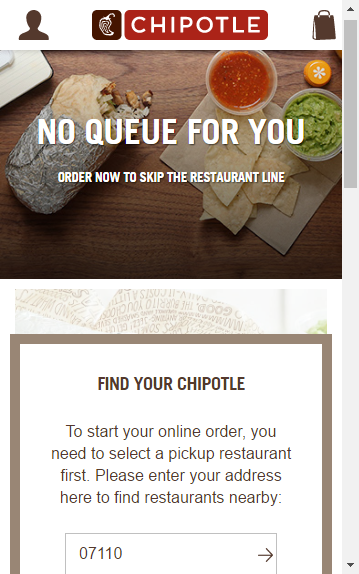 CHIPOTLE
NO QUEUE FOR YOU
ORDER NOW TO SKIP THE RESTAURANT LINE
FIND YOUR CHIPOTLE
To start your online order, you
need to select a pickup restaurant
first. Please enter your address
here to find restaurants nearby:
07110